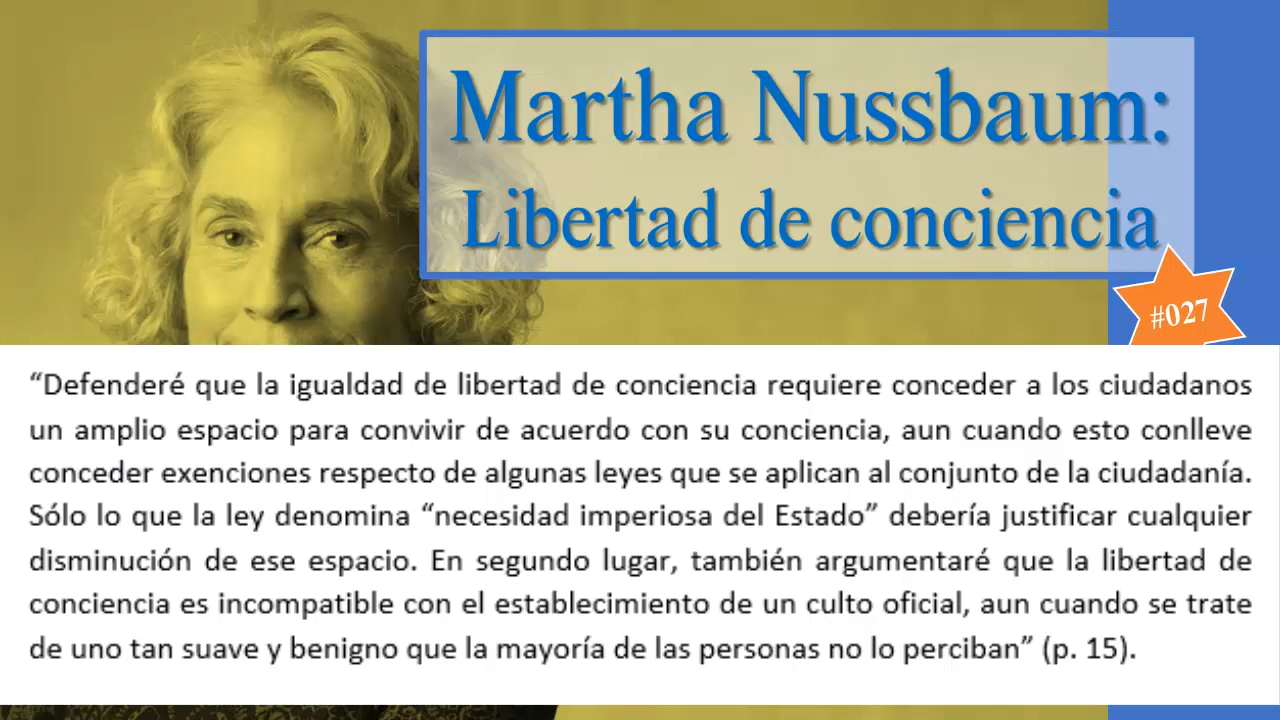 Martha Nussbaum:
Libertad de conciencia
#027
“Defenderé que la igualdad de libertad de conciencia requiere conceder a los ciudadanos
un amplio espacio para convivir de acuerdo con su conciencia, aun cuando esto conlleve
conceder exenciones respecto de algunas leyes que se aplican al conjunto de la ciudadanía.
Sólo lo que la ley denomina “necesidad imperiosa del Estado” debería justificar cualquier
disminución de ese espacio. En segundo lugar, también argumentaré que la libertad de
conciencia es incompatible con el establecimiento de un culto oficial, aun cuando se trate
de uno tan suave y benigno que la mayoría de las personas no lo perciban” (p. 15).